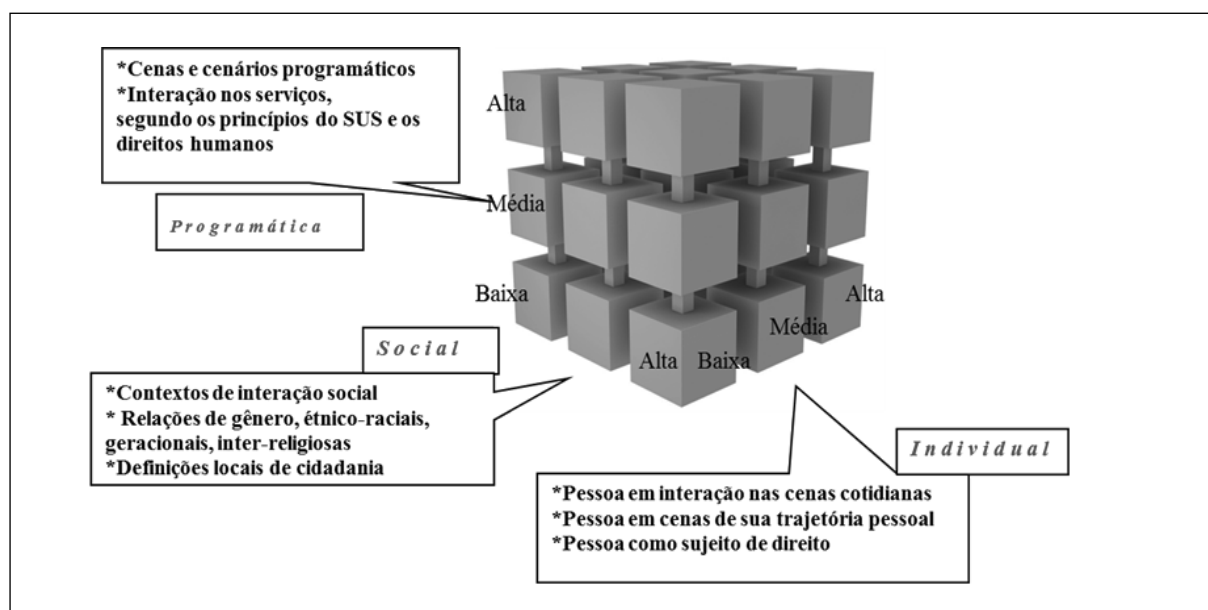 *Cenas e cenários programáticos
*Interação nos serviços,
segundo os princípios do SUS e os
direitos humanos
Programática
Alta
Média
Baixa
Social
*Contextos de interação social
* Relações de gênero, étnico-raciais,
geracionais, inter-religiosas
*Definições locais de cidadania
Alta
Baixa
Média
Alta
Individual
*Pessoa em interação nas cenas cotidianas
*Pessoa em cenas de sua trajetória pessoal
*Pessoa como sujeito de direito